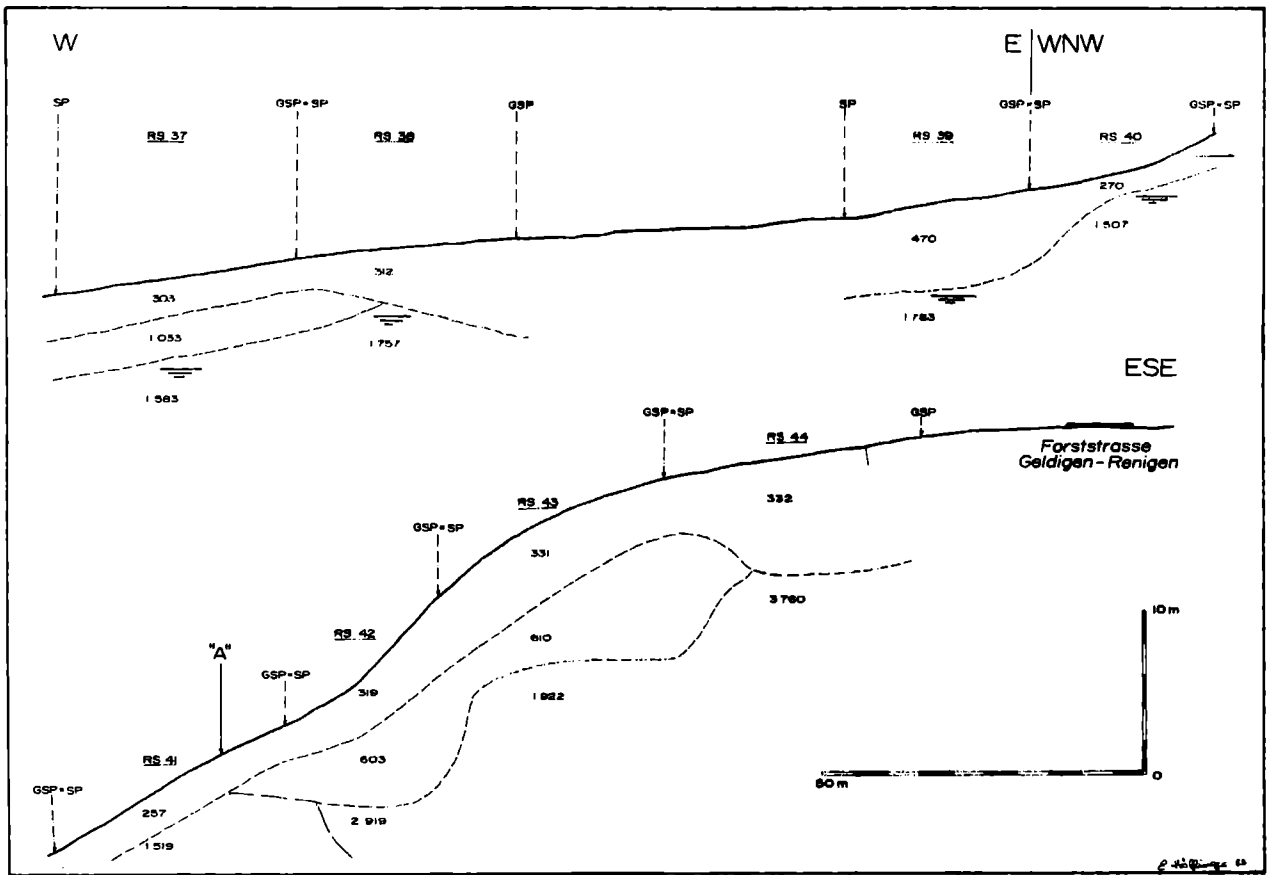 W
E WNW
SP
GSP=SP
GSP
SP
GSP=SP
GSP=SP
RS 37
RS 38
RS 39
RS 40
270
312
470
1 507
303
1 033
1 757
1 783
1 583
ESE
GSP=SP
GSP
RS 44
Forststrasse
Geldigen-Renigen
332
RS 43
GSP=SP
331
3 760
10 m
RS 42
610
"A"
GSP=SP
319
1 922
RS 41
603
GSP=SP
80 m
0
257
2 919
1 519